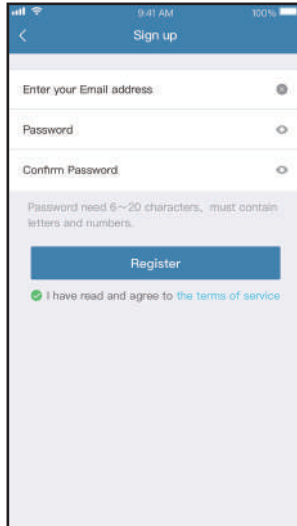 9:41 AM
100%
Sign up
Enter your Email address
Password
Confirm Password
Password need 6～20 characters, must contain
letters and numbers.
Register
I have read and agree to the terms of service